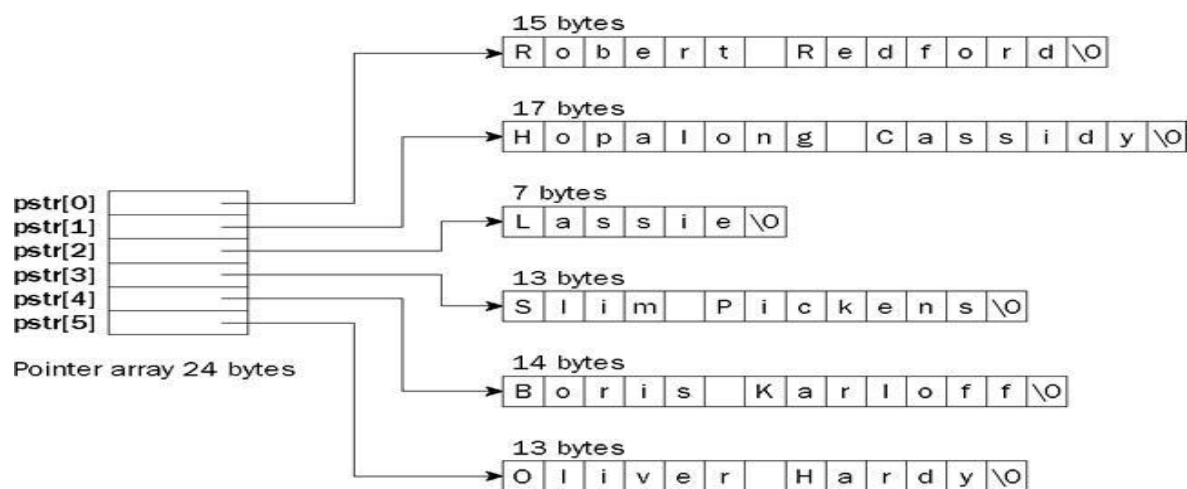 15 bytes
R o b e r t R e d f o r d \0
17 bytes
H o p a l o n g C a s s i d y \0
pstr[0]
pstr[1]
pstr[2]
pstr[3]
pstr[4]
pstr[5]
Pointer array 24 bytes
7 bytes
L a s s i e \0
13 bytes
S l i m P i c k e n s \0
14 bytes
B o r i s K a r l o f f \0
13 bytes
O l i v e r H a r d y \0